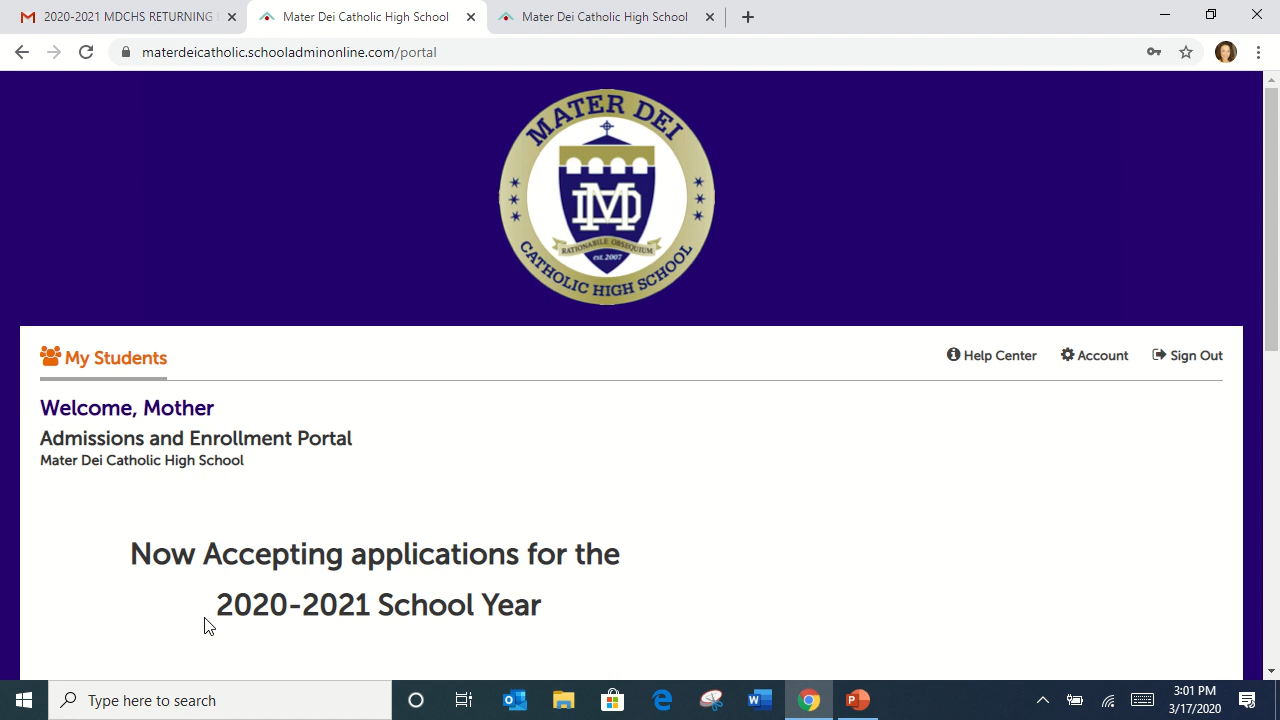 2020-2021 MDCHS RETURNING
Mater Dei Catholic High School
Mater Dei Catholic High School
materdeicatholic.schooladminonline.com/portal
MATER DEI
MD
RATIONABILE OBSEQUIUM
est.2007
CATHOLIC HIGH SCHOOL
My Students
Help Center
Account
Sign Out
Welcome, Mother
Admissions and Enrollment Portal
Mater Dei Catholic High School
Now Accepting applications for the
2020-2021 School Year
Type here to search
3:01 PM
3/17/2020